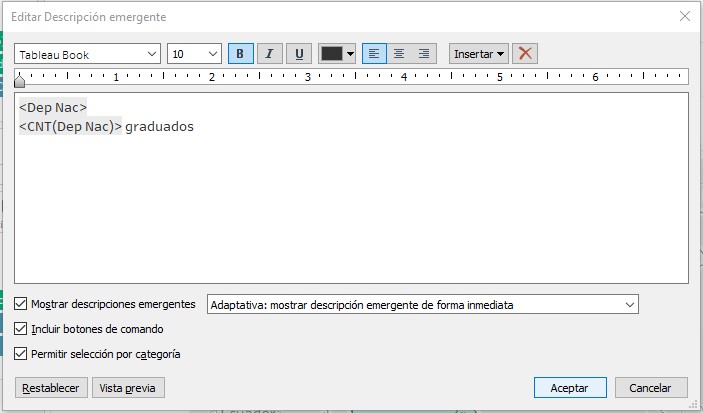 Editar Descripción emergente
Tableau Book 10 B I U Insertar
1 2 3 4 5 6
<Dep Nac>
<CNT(Dep Nac)> graduados
Mostrar descripciones emergentes Adaptativa: mostrar descripción emergente de forma inmediata
Incluir botones de comando
Permitir selección por categoría
Restablecer Vista previa Aceptar Cancelar